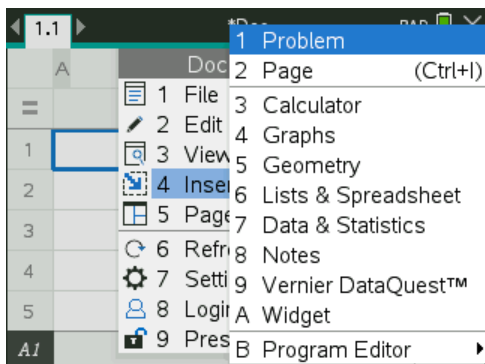 1.1
*Doc
RAD
A
Doc
1 File
2 Edit
3 View
4 Inser
5 Page
6 Refr
7 Setti
8 Login
9 Pres
1 Problem
2 Page (Ctrl+I)
3 Calculator
4 Graphs
5 Geometry
6 Lists & Spreadsheet
7 Data & Statistics
8 Notes
9 Vernier DataQuest™
A Widget
B Program Editor
=
1
2
3
4
5
A1